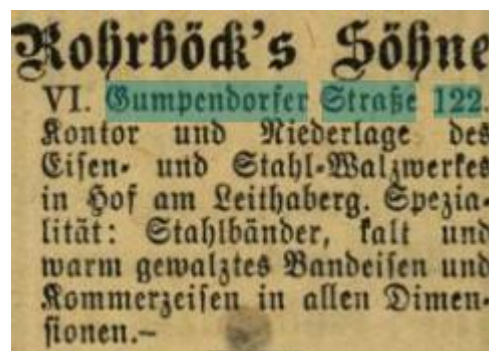 Rohrböck's Söhne
VI. Gumpendorfer Straße 122.
Kontor und Niederlage des
Eisen- und Stahl-Walzwerkes
in Hof am Leithaberg. Spezia-
lität: Stahlbänder, kalt und
warm gewalztes Bandeisen und
Kommerzeisen in allen Dimen-
sionen.–